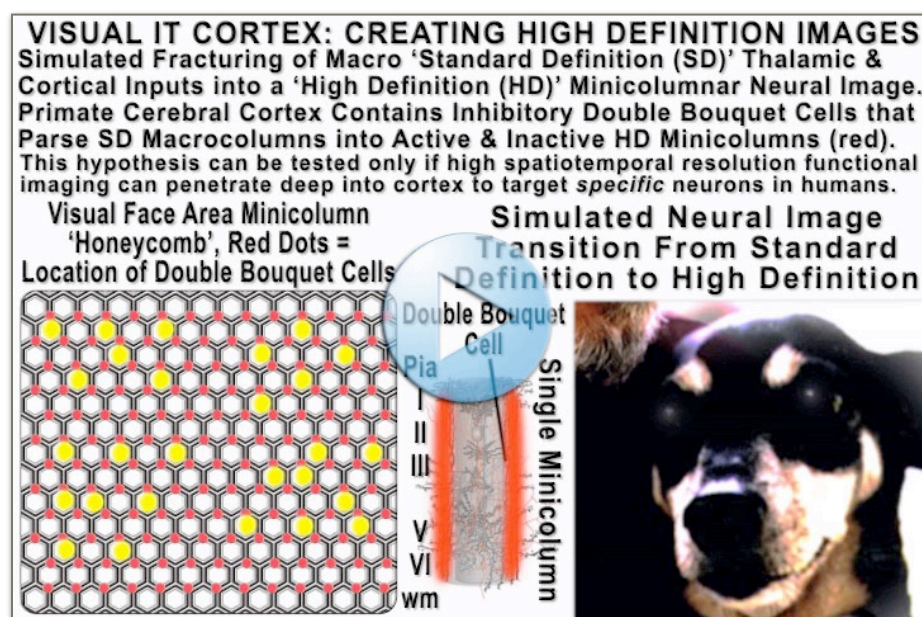 VISUAL IT CORTEX: CREATING HIGH DEFINITION IMAGES
Simulated Fracturing of Macro ‘Standard Definition (SD)’ Thalamic &
Cortical Inputs into a ‘High Definition (HD)’ Minicolumnar Neural Image.
Primate Cerebral Cortex Contains Inhibitory Double Bouquet Cells that
Parse SD Macrocolumns into Active & Inactive HD Minicolumns (red).
This hypothesis can be tested only if high spatiotemporal resolution functional
imaging can penetrate deep into cortex to target specific neurons in humans.
Visual Face Area Minicolumn
‘Honeycomb’, Red Dots =
Location of Double Bouquet Cells
Simulated Neural Image
Transition From Standard
Definition to High Definition
Double Bouquet
Cell
Pia
I
II
III
V
VI
wm
Single Minicolumn